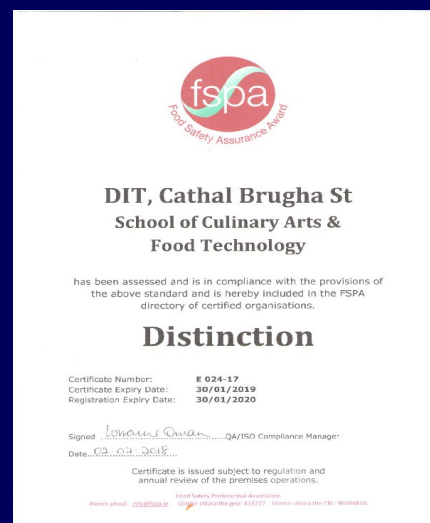 fspa
Food Safety Assurance Award
DIT, Cathal Brugha St
School of Culinary Arts &
Food Technology
has been assessed and is in compliance with the provisions of
the above standard and is hereby included in the FSPA
directory of certified organisations.
Distinction
Certificate Number: E 024-17
Certificate Expiry Date: 30/01/2019
Registration Expiry Date: 30/01/2020
Signed QA/ISO Compliance Manager
Date 02-02-2018
Certificate is issued subject to regulation and
annual review of the premises operations.
Food Safety Professional Association
info@fspa.ie